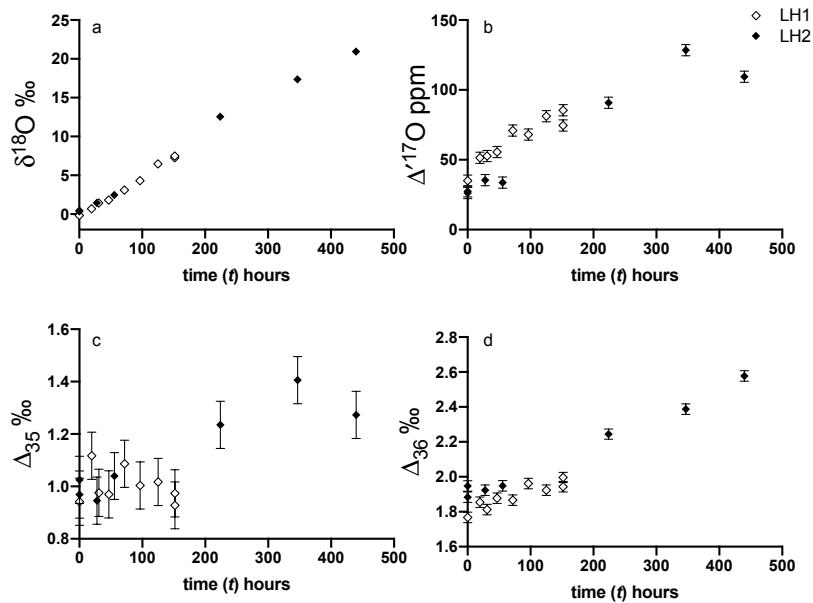 LH1
LH2
a
25
20
15
10
5
0
δ18O ‰
0 100 200 300 400 500
time (t) hours
b
150
100
50
0
Δ′17O ppm
0 100 200 300 400 500
time (t) hours
c
1.6
1.4
1.2
1.0
0.8
Δ35 ‰
0 100 200 300 400 500
time (t) hours
d
2.8
2.6
2.4
2.2
2.0
1.8
1.6
Δ36 ‰
0 100 200 300 400 500
time (t) hours